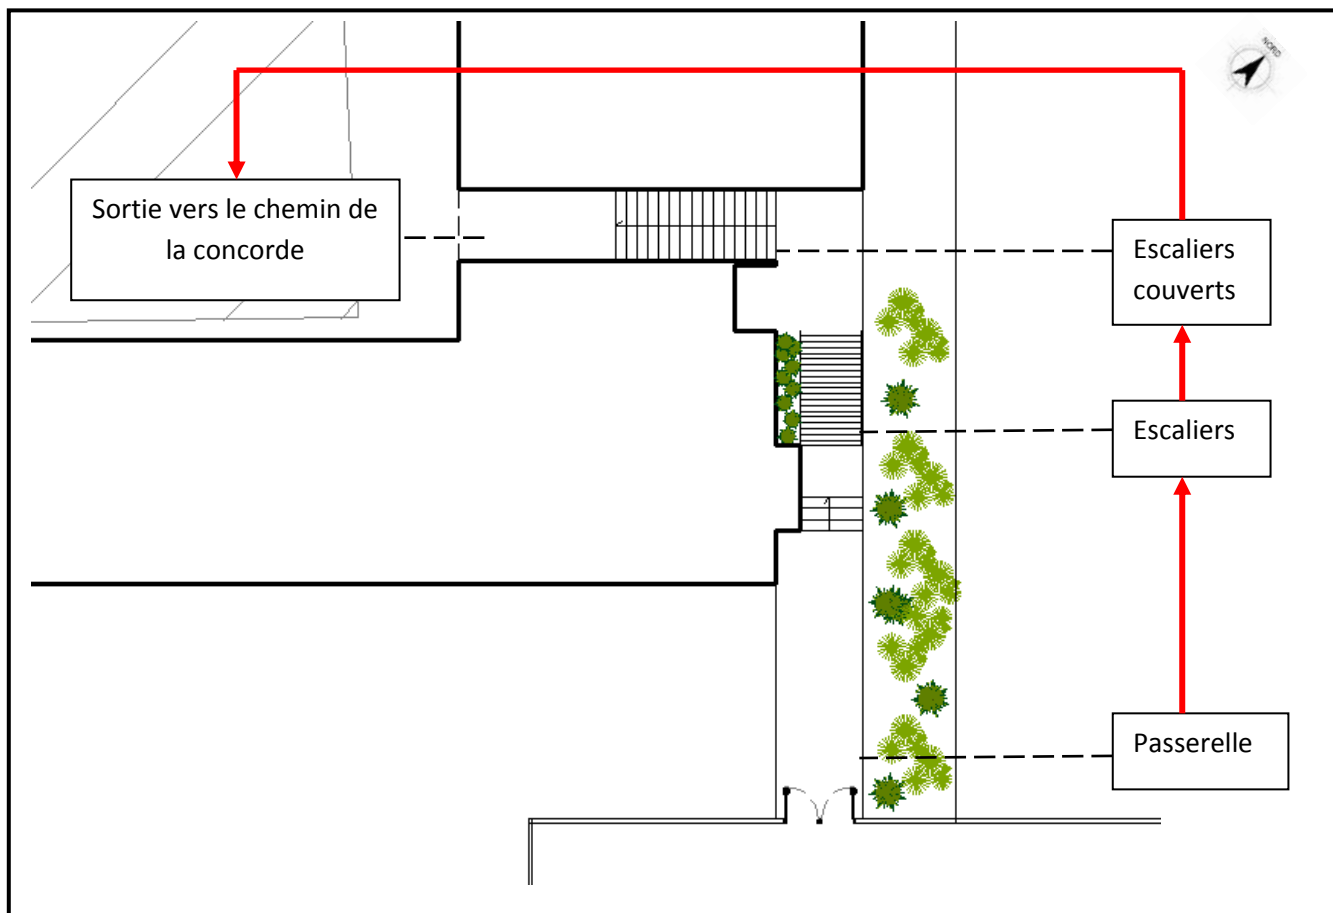 NORD
Sortie vers le chemin de
la concorde
Escaliers
couverts
Escaliers
Passerelle